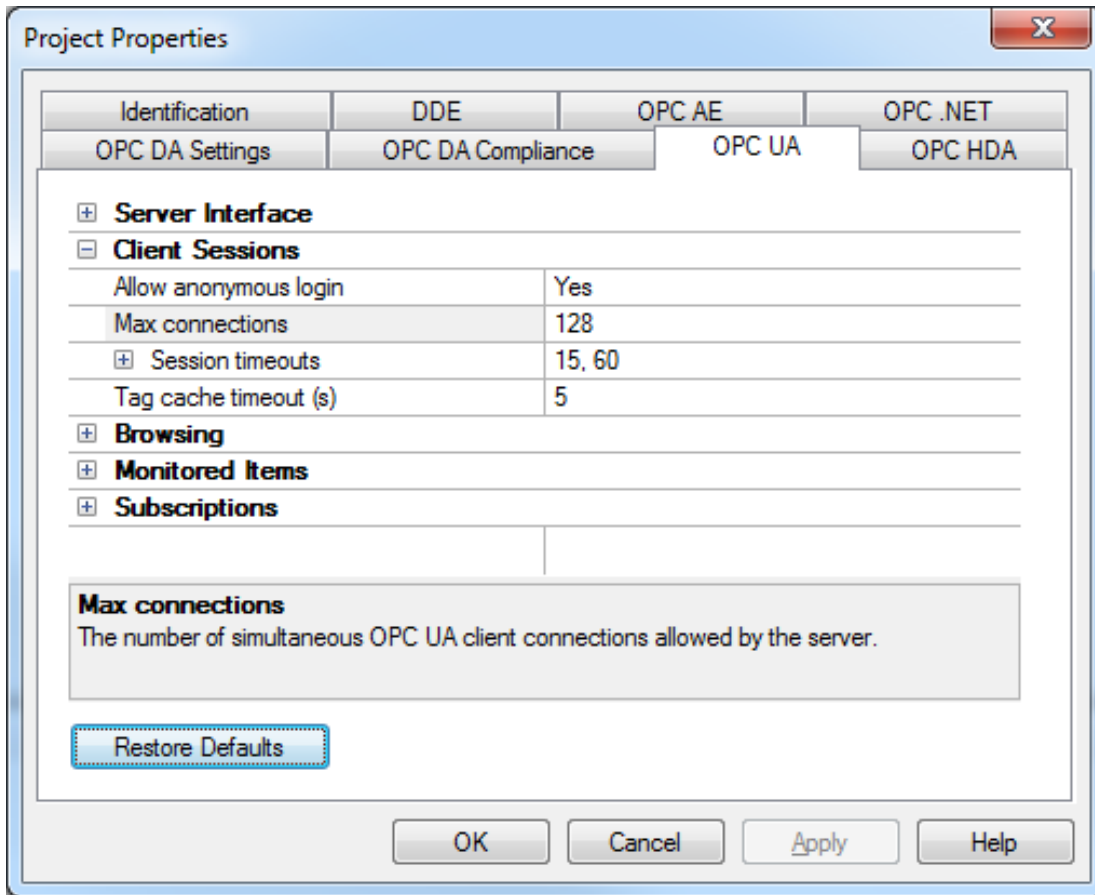 Project Properties
Identification DDE OPC AE OPC .NET
OPC DA Settings OPC DA Compliance OPC UA OPC HDA
Server Interface
Client Sessions
Allow anonymous login Yes
Max connections 128
Session timeouts 15, 60
Tag cache timeout (s) 5
Browsing
Monitored Items
Subscriptions
Max connections
The number of simultaneous OPC UA client connections allowed by the server.
Restore Defaults
OK Cancel Apply Help